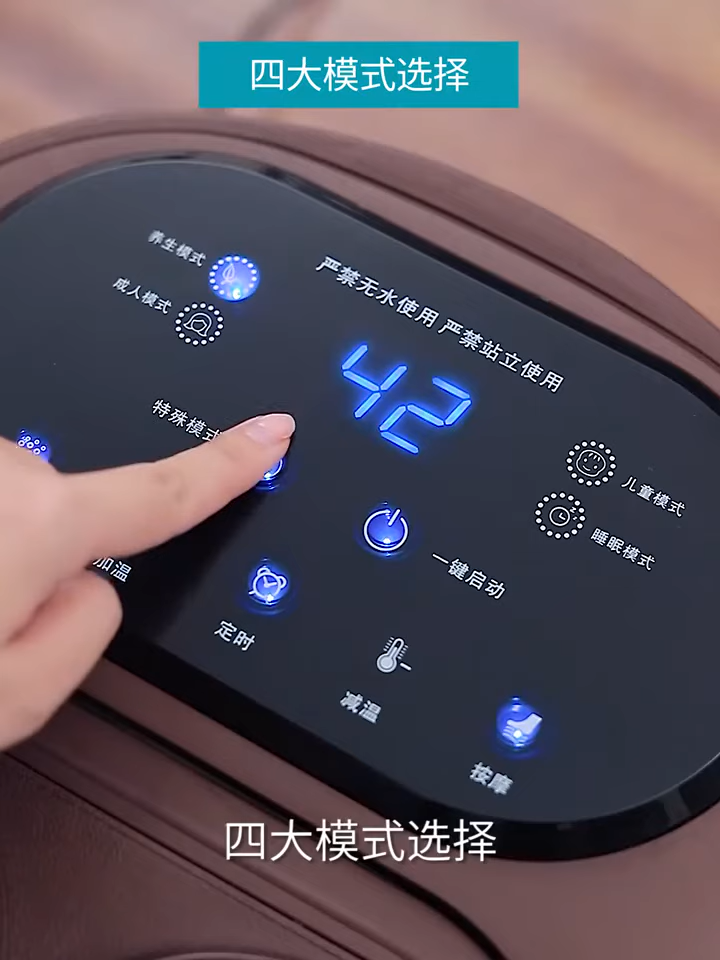 四大模式选择
养生模式
成人模式
严禁无水使用 严禁站立使用
42
特殊模式
儿童模式
睡眠模式
一键启动
加温
定时
减温
按摩
四大模式选择